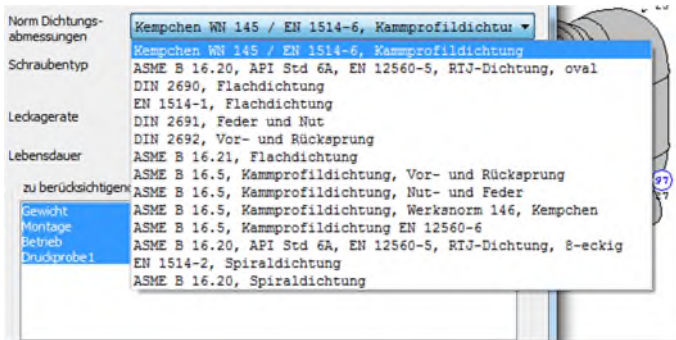 Norm Dichtungs-
abmessungen
Kempchen WN 145 / EN 1514-6, Kammprofildichtur
Kempchen WN 145 / EN 1514-6, Kammprofildichtung
Schraubentyp
ASME B 16.20, API Std 6A, EN 12560-5, RTJ-Dichtung, oval
DIN 2690, Flachdichtung
EN 1514-1, Flachdichtung
Leckagerate
DIN 2691, Feder und Nut
DIN 2692, Vor- und Rücksprung
Lebensdauer
ASME B 16.21, Flachdichtung
ASME B 16.5, Kammprofildichtung, Vor- und Rücksprung
zu berücksichtigend
ASME B 16.5, Kammprofildichtung, Nut- und Feder
Gewicht
ASME B 16.5, Kammprofildichtung, Werksnorm 146, Kempchen
Montage
ASME B 16.5, Kammprofildichtung EN 12560-6
Betrieb
ASME B 16.20, API Std 6A, EN 12560-5, RTJ-Dichtung, 8-eckig
Druckprobe1
EN 1514-2, Spiraldichtung
ASME B 16.20, Spiraldichtung
97